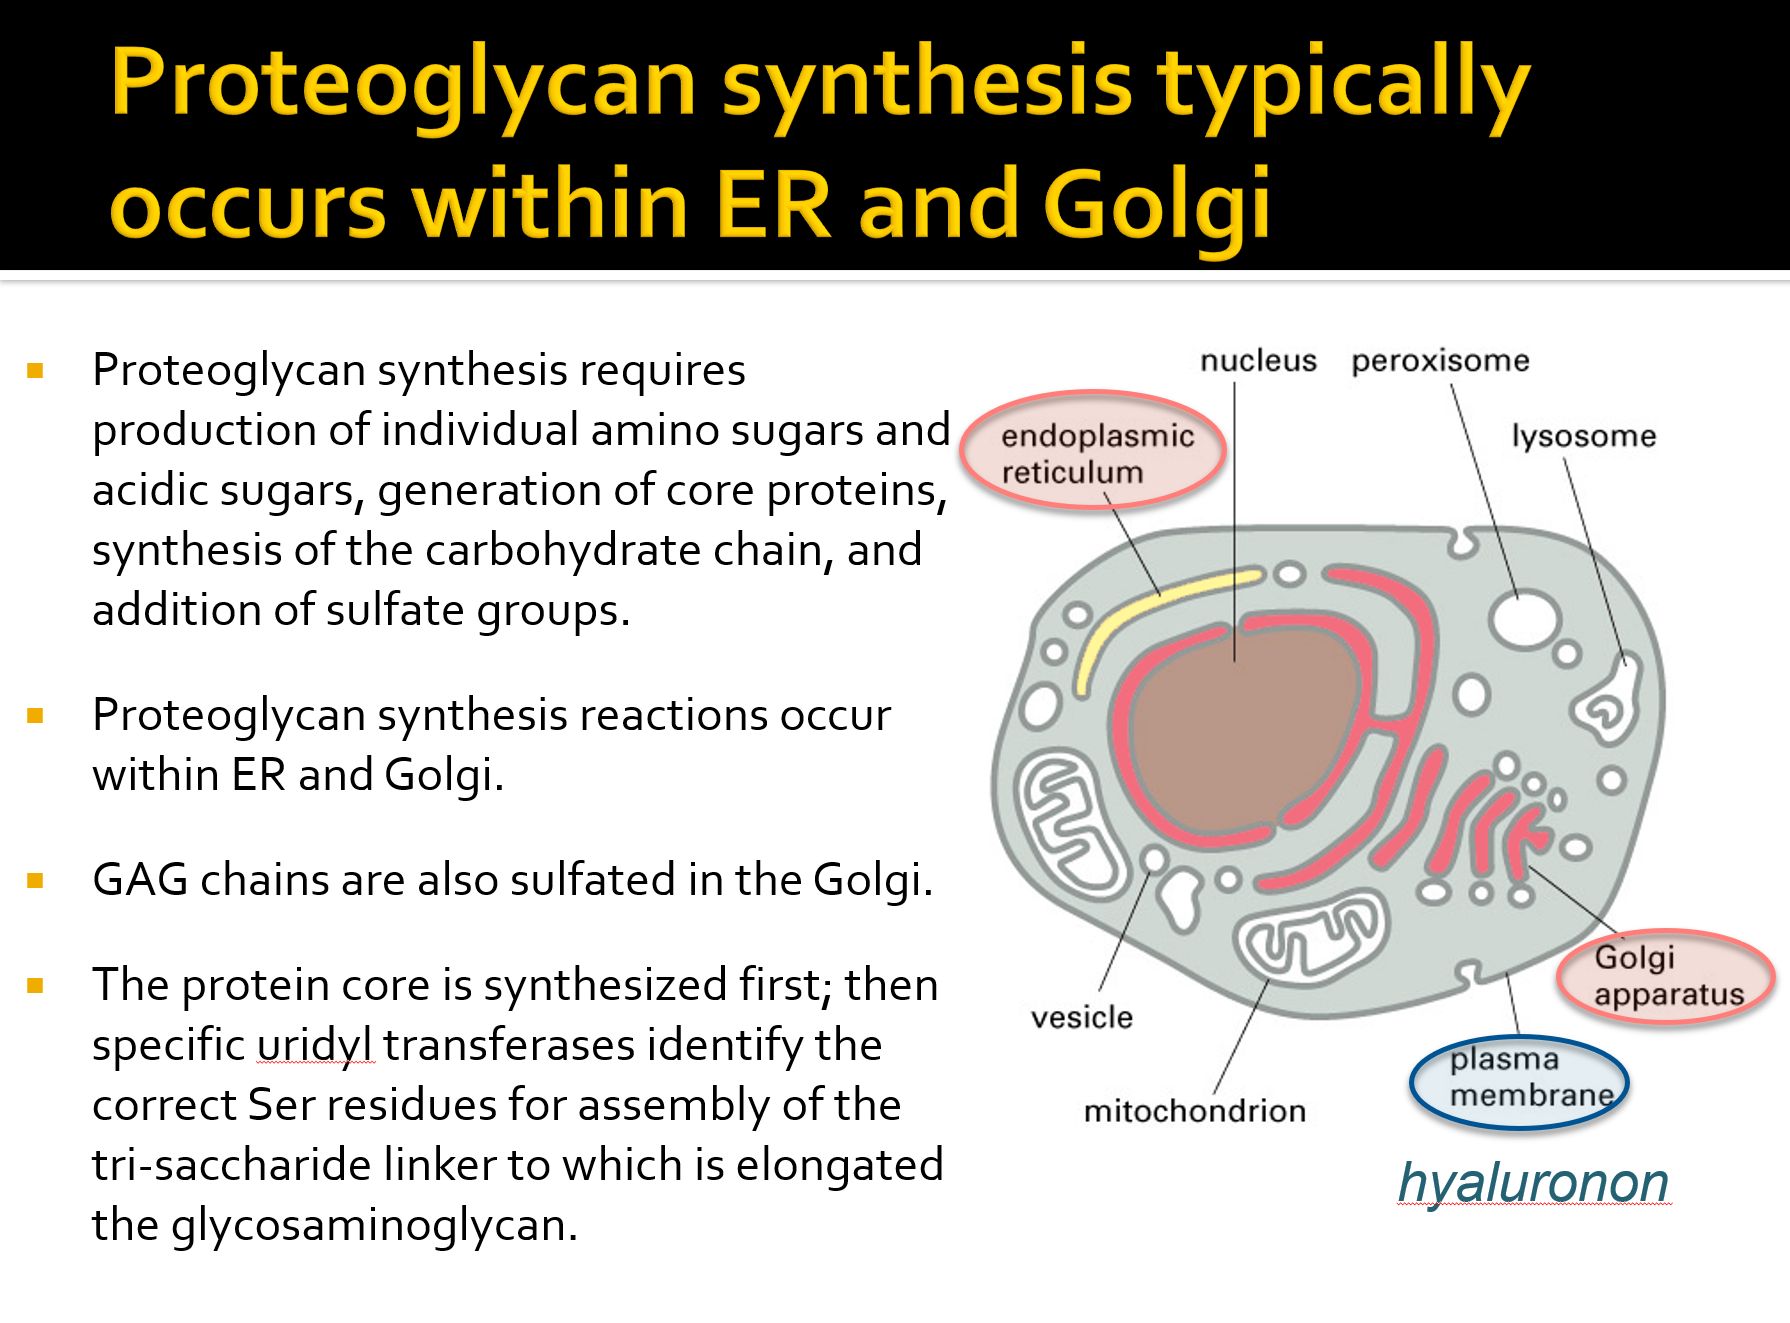 Proteoglycan synthesis typically
occurs within ER and Golgi
Proteoglycan synthesis requires
production of individual amino sugars and
acidic sugars, generation of core proteins,
synthesis of the carbohydrate chain, and
addition of sulfate groups.
Proteoglycan synthesis reactions occur
within ER and Golgi.
GAG chains are also sulfated in the Golgi.
The protein core is synthesized first; then
specific uridyl transferases identify the
correct Ser residues for assembly of the
tri-saccharide linker to which is elongated
the glycosaminoglycan.
nucleus
peroxisome
endoplasmic
reticulum
lysosome
Golgi
apparatus
vesicle
plasma
membrane
mitochondrion
hyaluronon